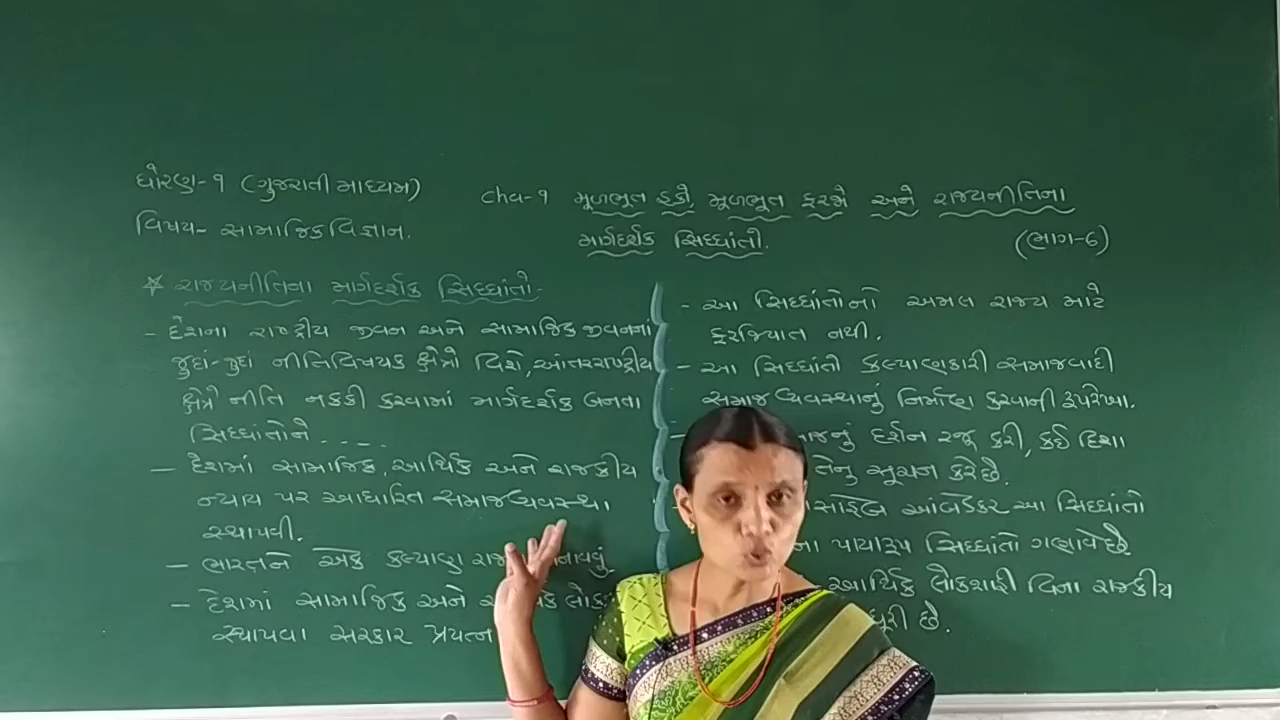 ધોરણ-૧ (ગુજરાતી માધ્યમ)
વિષય- સામાજિક વિજ્ઞાન.
cha-૧ મૂળભૂત હકો, મૂળભૂત ફરજો અને રાજ્યનીતિના
માર્ગદર્શક સિદ્ધાંતો.
(ભાગ-6)
☆ રાજ્યનીતિના માર્ગદર્શક સિદ્ધાંતો-
- દેશના રાષ્ટ્રીય જીવન અને સામાજિક જીવનના
જુદાં-જુદાં નીતિવિષયક ક્ષેત્રો વિશે, આંતરરાષ્ટ્રીય
ક્ષેત્રે નીતિ નક્કી કરવામાં માર્ગદર્શક બનતા
સિદ્ધાંતોને ....
- દેશમાં સામાજિક, આર્થિક અને રાજકીય
ન્યાય પર આધારિત સમાજવ્યવસ્થા
સ્થાપવી.
- ભારતને એક કલ્યાણ
- દેશમાં સામાજિક અને
સ્થાપવા સરકાર પ્રયત્ન
- આ સિદ્ધાંતોનો અમલ રાજ્ય માટે
ફરજિયાત નથી.
- આ સિદ્ધાંતો કલ્યાણકારી સમાજવાદી
સમાજ વ્યવસ્થાનું નિર્માણ કરવાની રૂપરેખા.
- દર્શન રજૂ કરી, કઈ દિશા
તેનુ સૂચન કરે છે.
સાહેબ આંબેડકર આ સિદ્ધાંતો
પાયારૂપ સિદ્ધાંતો ગણાવે છે
આર્થિક લોકશાહી વિના રાજકીય
છે.